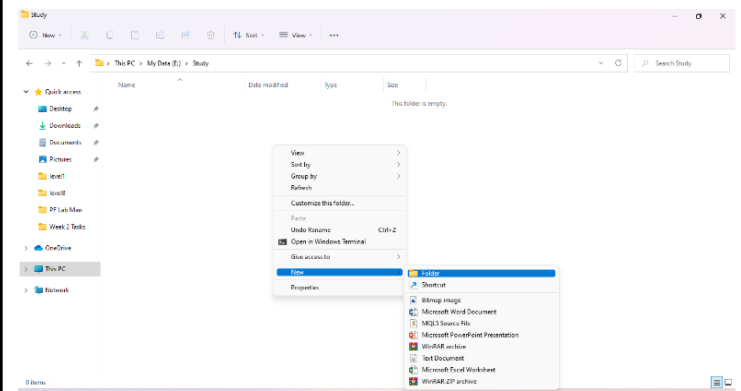 Study
New
Sort
View
This PC > My Data (E:) > Study
Search Study
Name
Date modified
Type
Size
This folder is empty.
Quick access
Desktop
Downloads
Documents
Pictures
level1
level8
PF Lab Man
Week 2 Tasks
OneDrive
This PC
Network
View
Sort by
Group by
Refresh
Customize this folder...
Paste
Undo Rename Ctrl+Z
Open in Windows Terminal
Give access to
New
Properties
Folder
Shortcut
Bitmap image
Microsoft Word Document
MQL5 Source File
Microsoft PowerPoint Presentation
WinRAR archive
Text Document
Microsoft Excel Worksheet
WinRAR ZIP archive
0 items